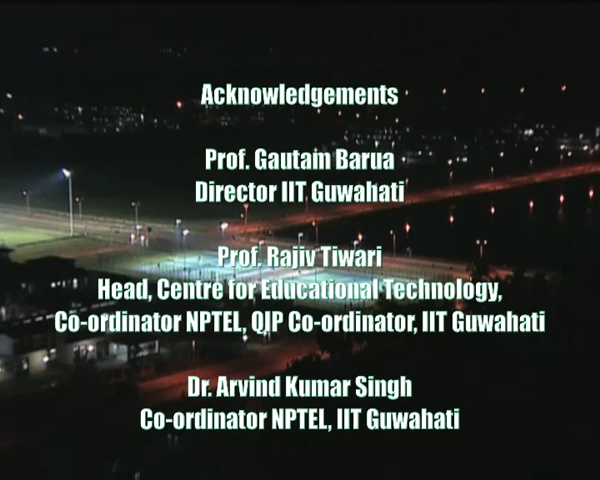 Acknowledgements
Prof. Gautam Barua
Director IIT Guwahati
Prof. Rajiv Tiwari
Head, Centre for Educational Technology,
Co-ordinator NPTEL, QIP Co-ordinator, IIT Guwahati
Dr. Arvind Kumar Singh
Co-ordinator NPTEL, IIT Guwahati